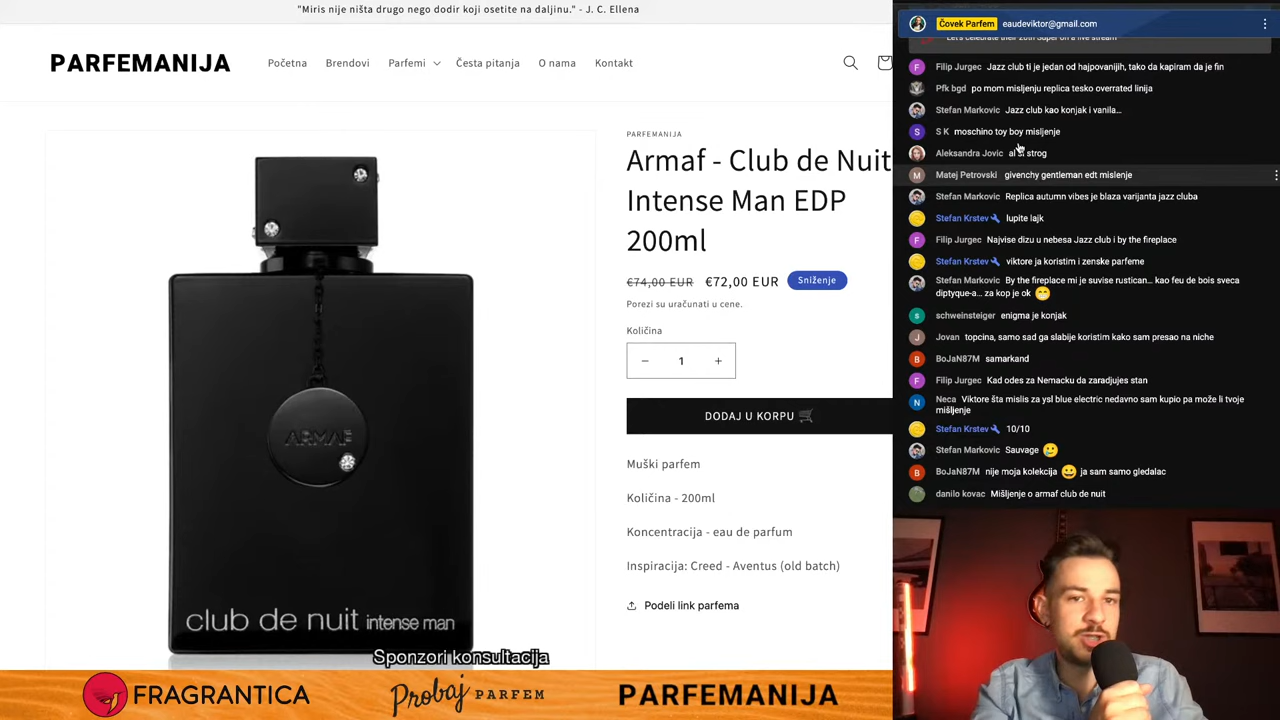 "Miris nije ništa drugo nego dodir koji osetite na daljinu." - J. C. Ellena
PARFEMANIJA
Početna
Brendovi
Parfemi
Česta pitanja
O nama
Kontakt
ARMAF
club de nuit intense man
PARFEMANIJA
Armaf - Club de Nuit
Intense Man EDP
200ml
€74,00 EUR €72,00 EUR Sniženje
Porezi su uračunati u cene.
Količina
− 1 +
DODAJ U KORPU
Muški parfem
Količina - 200ml
Koncentracija - eau de parfum
Inspiracija: Creed - Aventus (old batch)
Podeli link parfema
Čovek Parfem eaudeviktor@gmail.com
Filip Jurgec Jazz club ti je jedan od hajpovanijih, tako da kapiram da je fin
Pfk bgd po mom misljenju replica tesko overrated linija
Stefan Markovic Jazz club kao konjak i vanila...
S K moschino toy boy misljenje
Aleksandra Jovic al si strog
Matej Petrovski givenchy gentleman edt mislenje
Stefan Markovic Replica autumn vibes je blaza varijanta jazz cluba
Stefan Krstev lupite lajk
Filip Jurgec Najvise dizu u nebesa Jazz club i by the fireplace
Stefan Krstev viktore ja koristim i zenske parfeme
Stefan Markovic By the fireplace mi je suvise rustican... kao feu de bois sveca
diptyque-a... za kop je ok 😁
schweinsteiger enigma je konjak
Jovan topcina, samo sad ga slabije koristim kako sam presao na niche
BoJaN87M samarkand
Filip Jurgec Kad odes za Nemacku da zaradjujes stan
Neca Viktore šta mislis za ysl blue electric nedavno sam kupio pa može li tvoje
mišljenje
Stefan Krstev 10/10
Stefan Markovic Sauvage 🥲
BoJaN87M nije moja kolekcija 😀 ja sam samo gledalac
danilo kovac Mišljenje o armaf club de nuit
Sponzori konsultacija
FRAGRANTICA
Probaj PARFEM
PARFEMANIJA